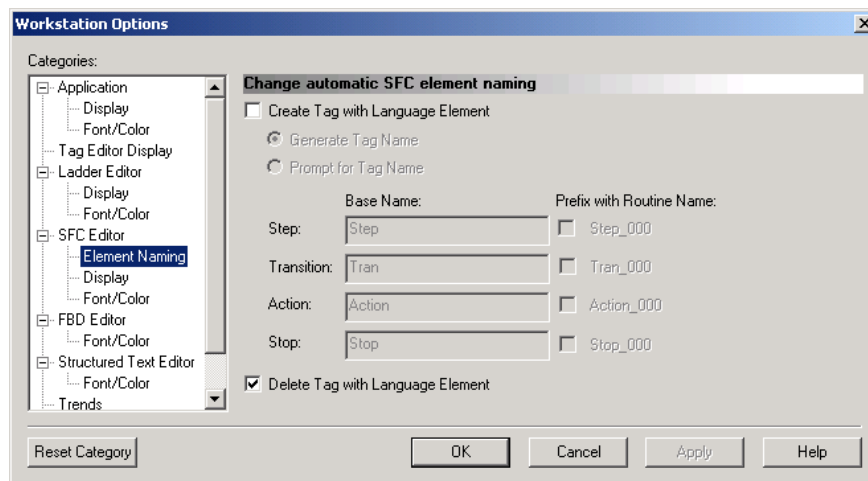 Workstation Options
Categories:
Application
Display
Font/Color
Tag Editor Display
Ladder Editor
Display
Font/Color
SFC Editor
Element Naming
Display
Font/Color
FBD Editor
Font/Color
Structured Text Editor
Font/Color
Trends
Change automatic SFC element naming
Create Tag with Language Element
Generate Tag Name
Prompt for Tag Name
Base Name: Prefix with Routine Name:
Step: Step Step_000
Transition: Tran Tran_000
Action: Action Action_000
Stop: Stop Stop_000
Delete Tag with Language Element
Reset Category OK Cancel Apply Help